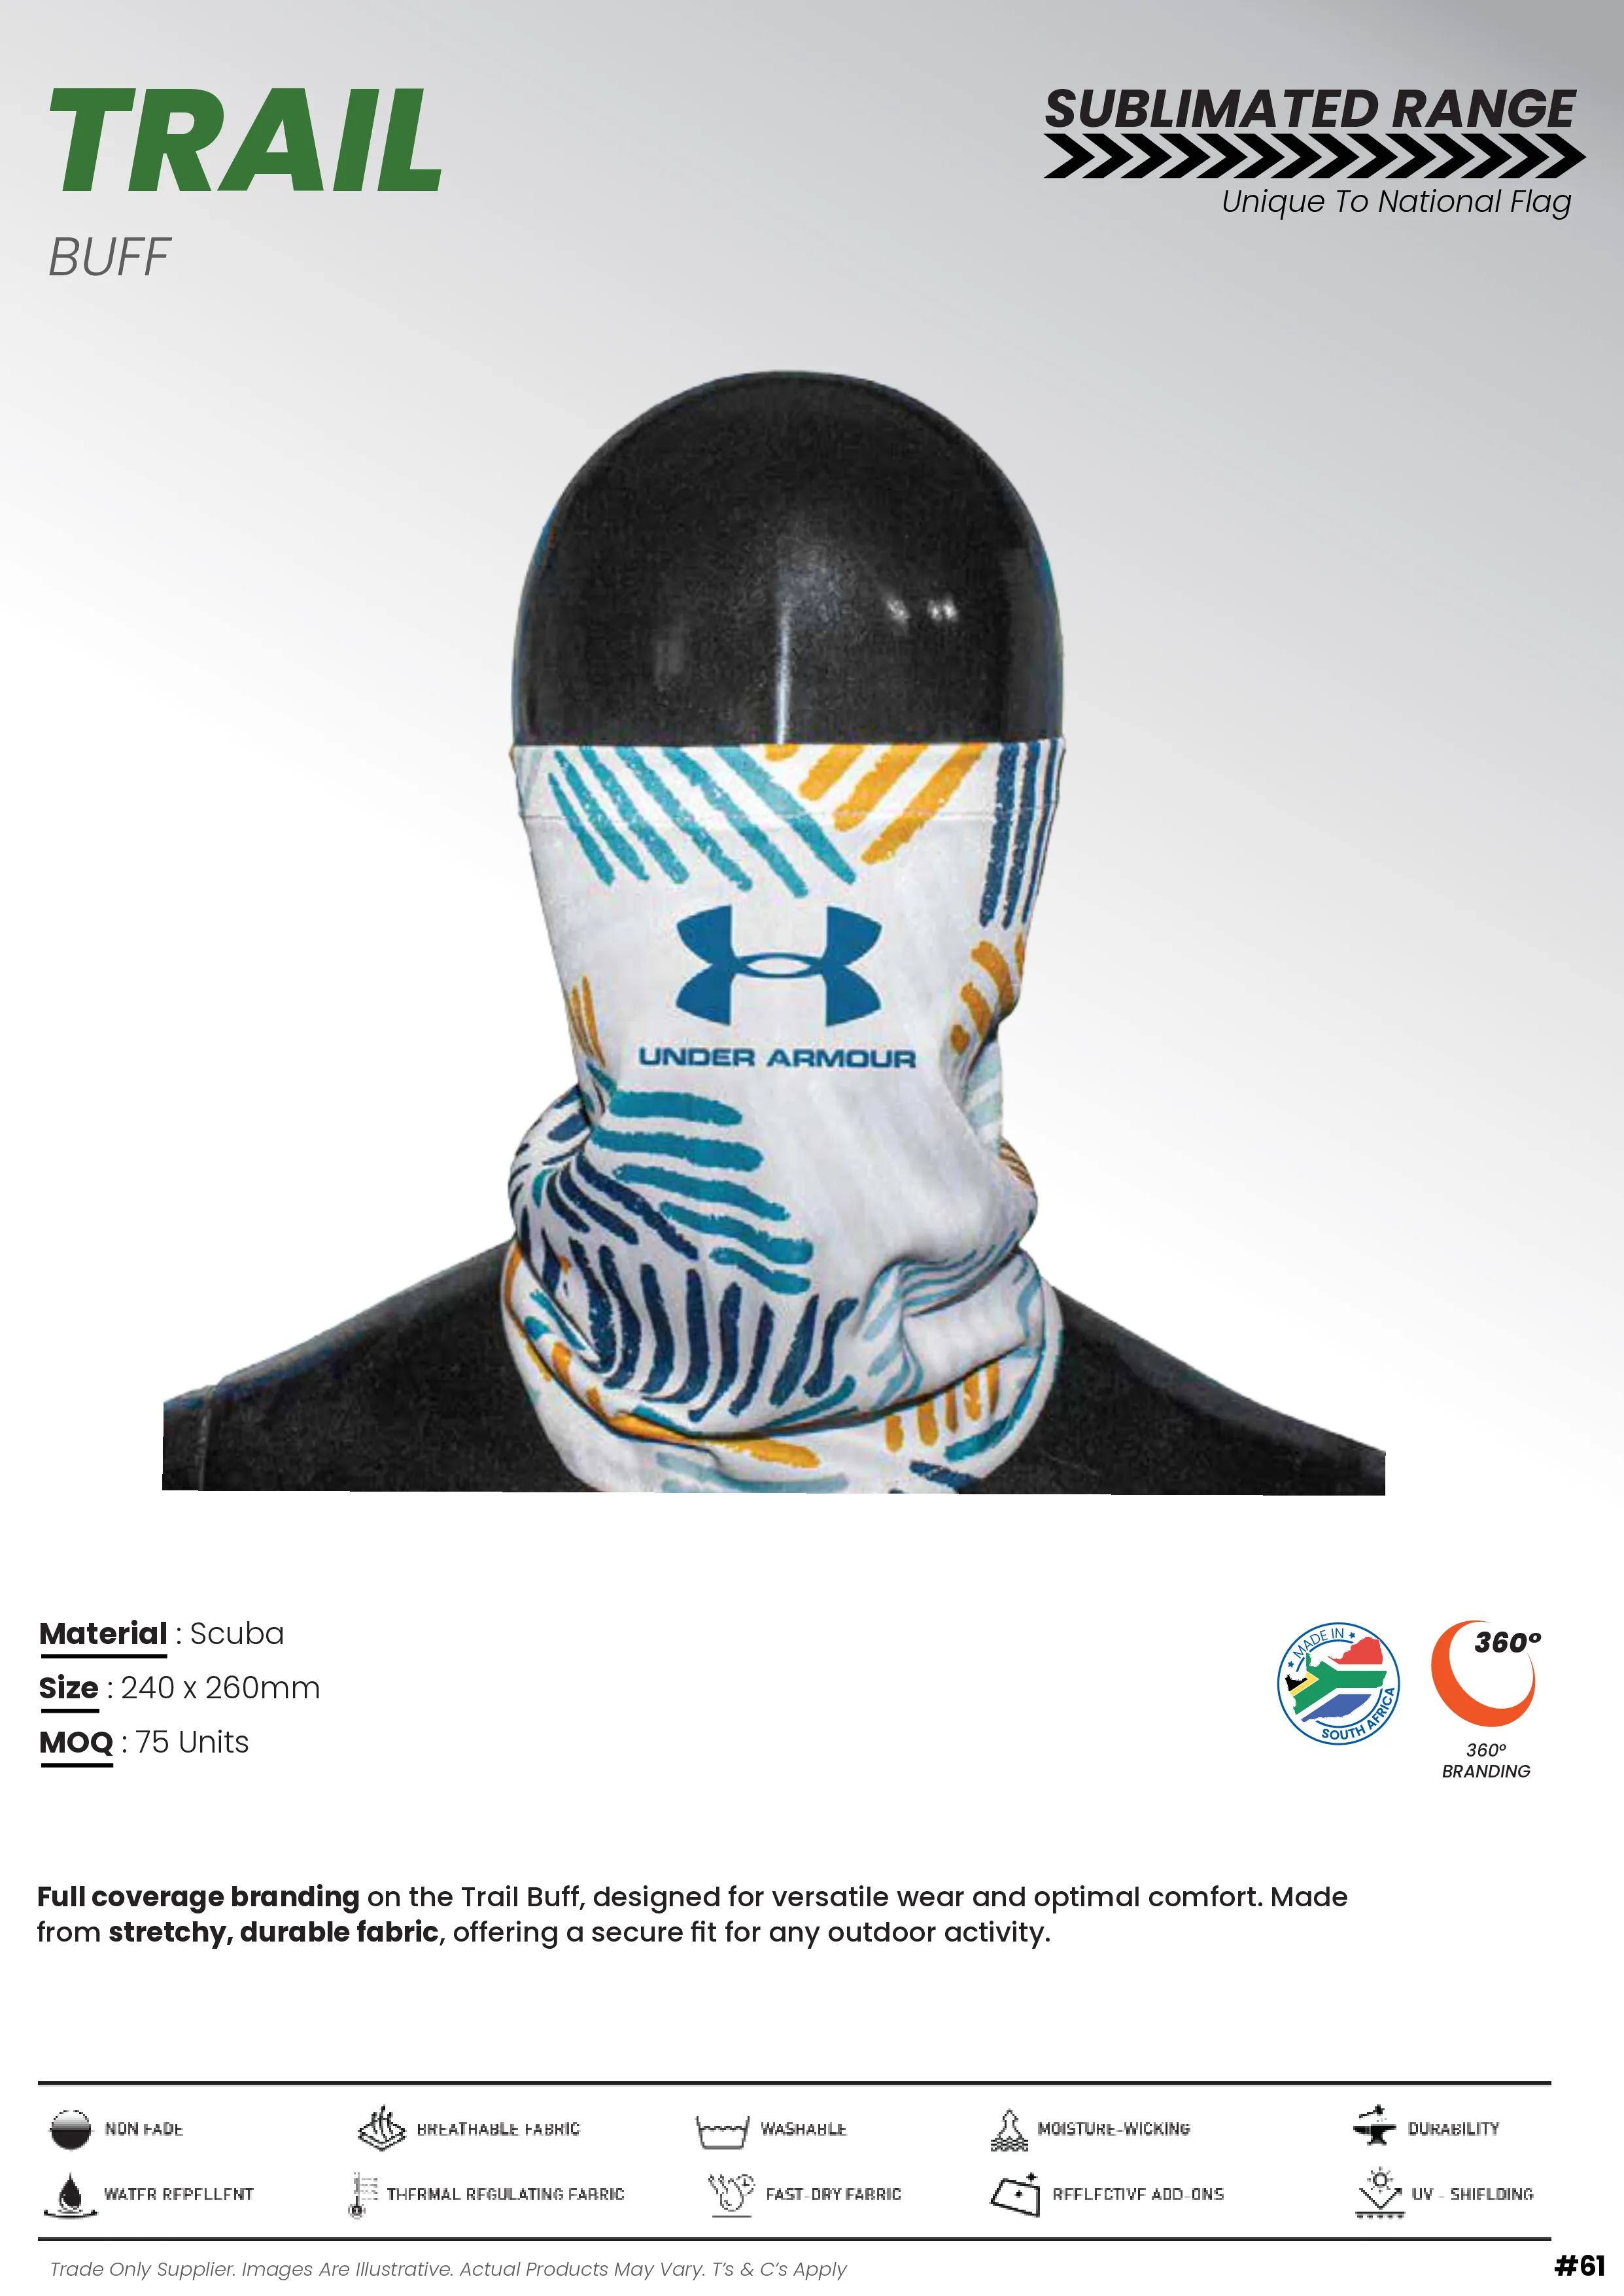 TRAIL
BUFF
SUBLIMATED RANGE
Unique To National Flag
UNDER ARMOUR
Material : Scuba
Size : 240 x 260mm
MOQ : 75 Units
MADE IN
SOUTH AFRICA
360º
360º
BRANDING
Full coverage branding on the Trail Buff, designed for versatile wear and optimal comfort. Made
from stretchy, durable fabric, offering a secure fit for any outdoor activity.
NON FADE
BREATHABLE FABRIC
WASHABLE
MOISTURE-WICKING
DURABILITY
WATER REPELLENT
THERMAL REGULATING FABRIC
FAST-DRY FABRIC
REFLECTIVE ADD-ONS
UV - SHIELDING
Trade Only Supplier. Images Are Illustrative. Actual Products May Vary. T's & C's Apply
#61